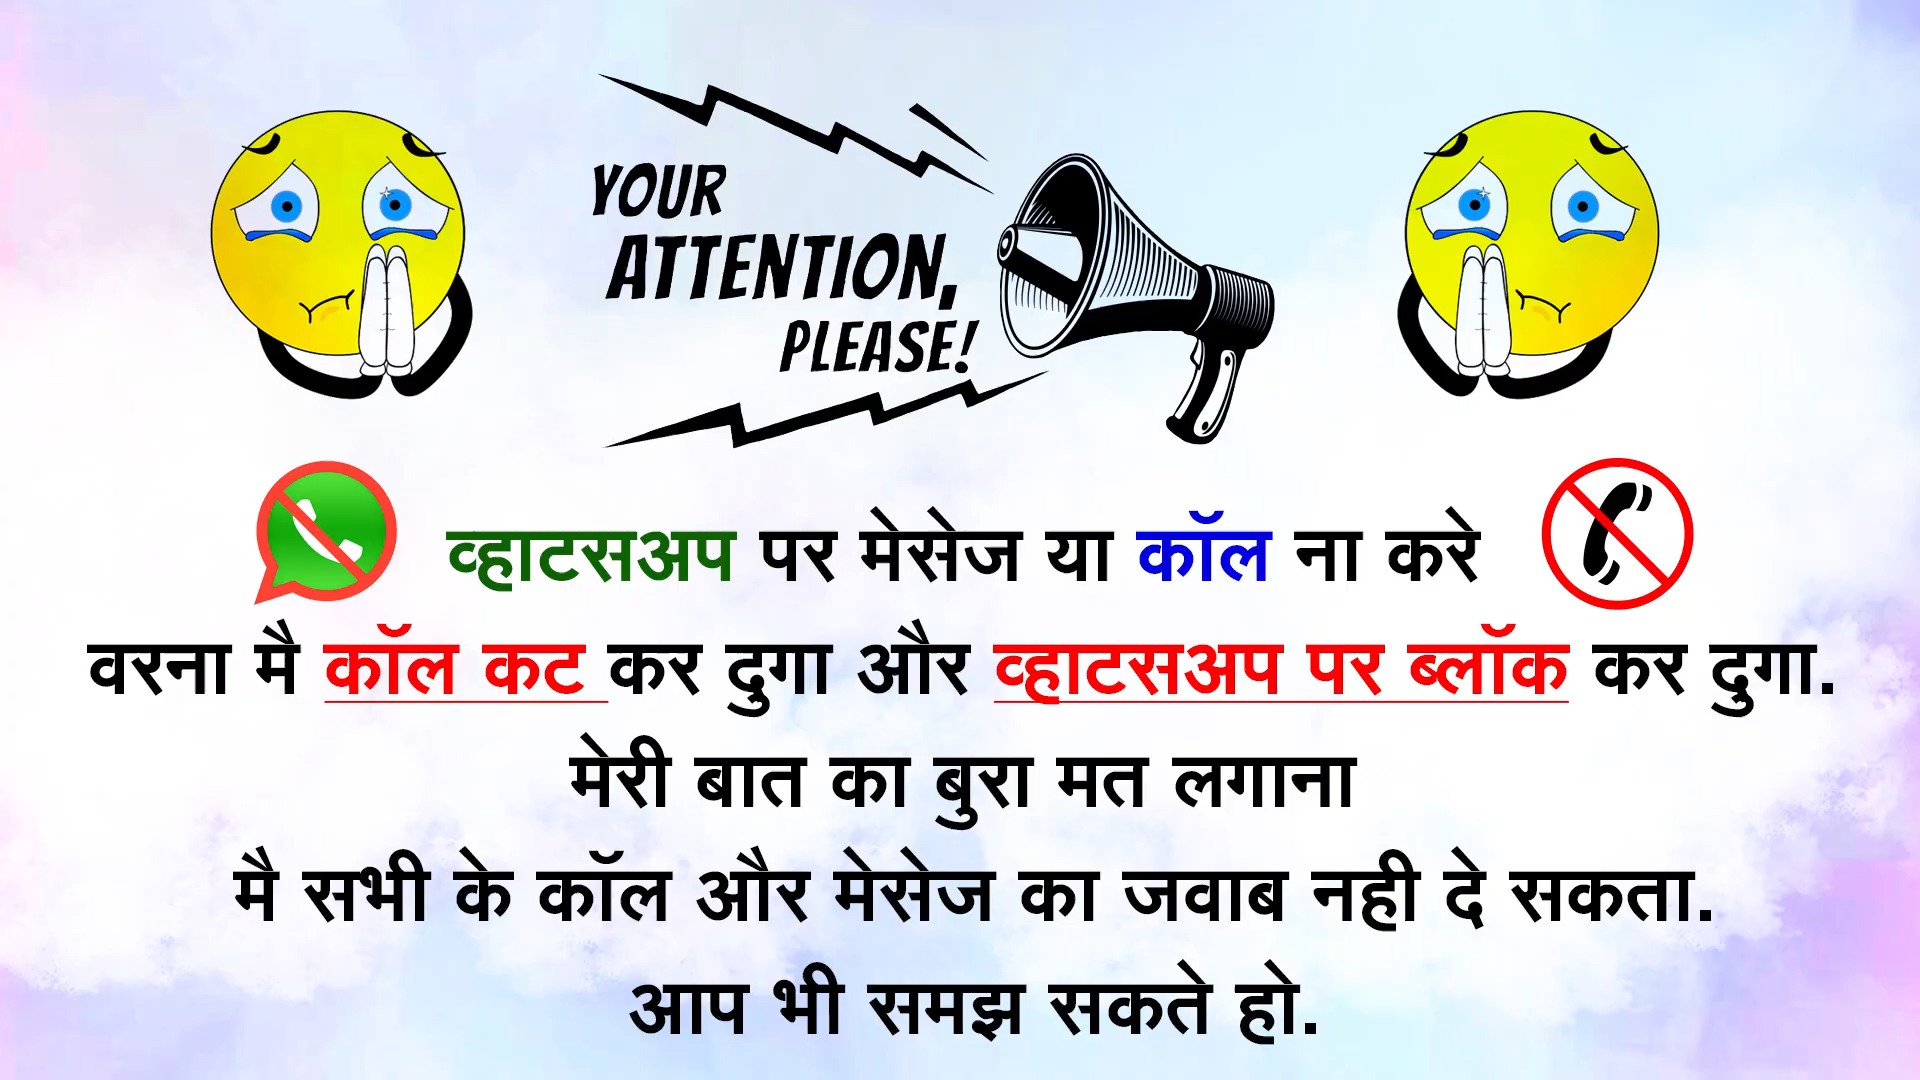 YOUR
ATTENTION,
PLEASE!
व्हाटसअप पर मेसेज या कॉल ना करे
वरना मै कॉल कट कर दुगा और व्हाटसअप पर ब्लॉक कर दुगा.
मेरी बात का बुरा मत लगाना
मै सभी के कॉल और मेसेज का जवाब नही दे सकता.
आप भी समझ सकते हो.